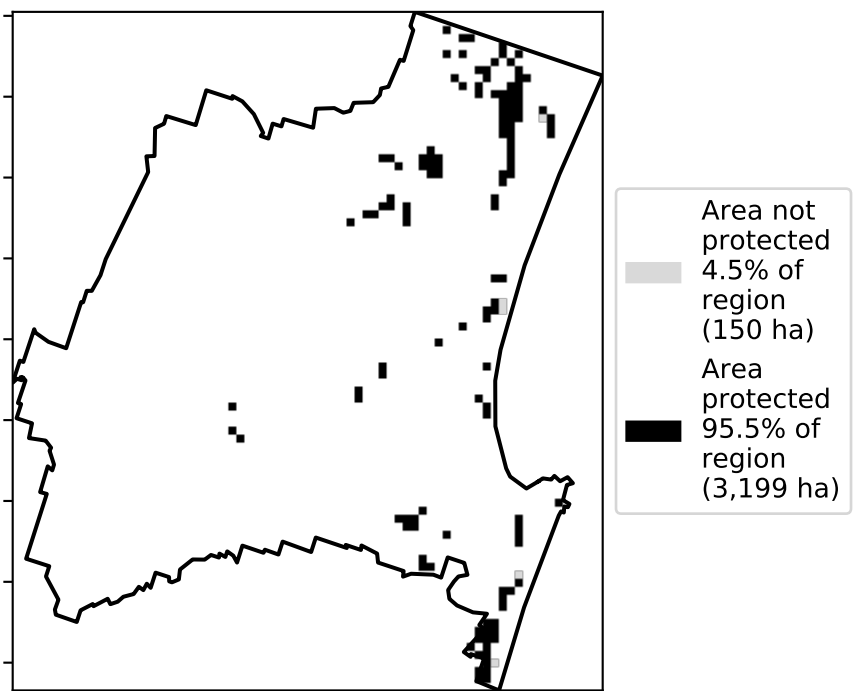 Area not
protected
4.5% of
region
(150 ha)
Area
protected
95.5% of
region
(3,199 ha)